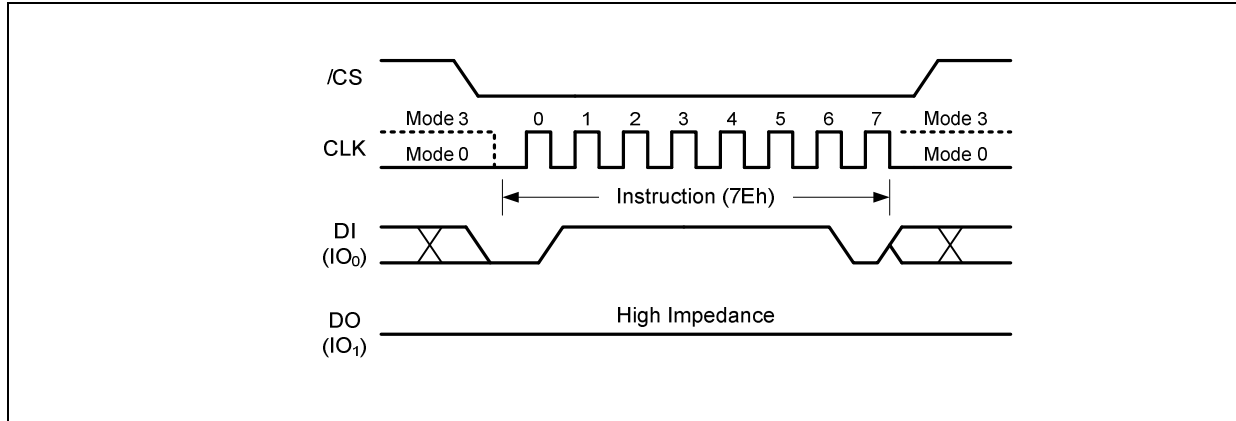 /CS
Mode 3 0 1 2 3 4 5 6 7 Mode 3
CLK
Mode 0 Mode 0
Instruction (7Eh)
DI
(IO₀)
High Impedance
DO
(IO₁)